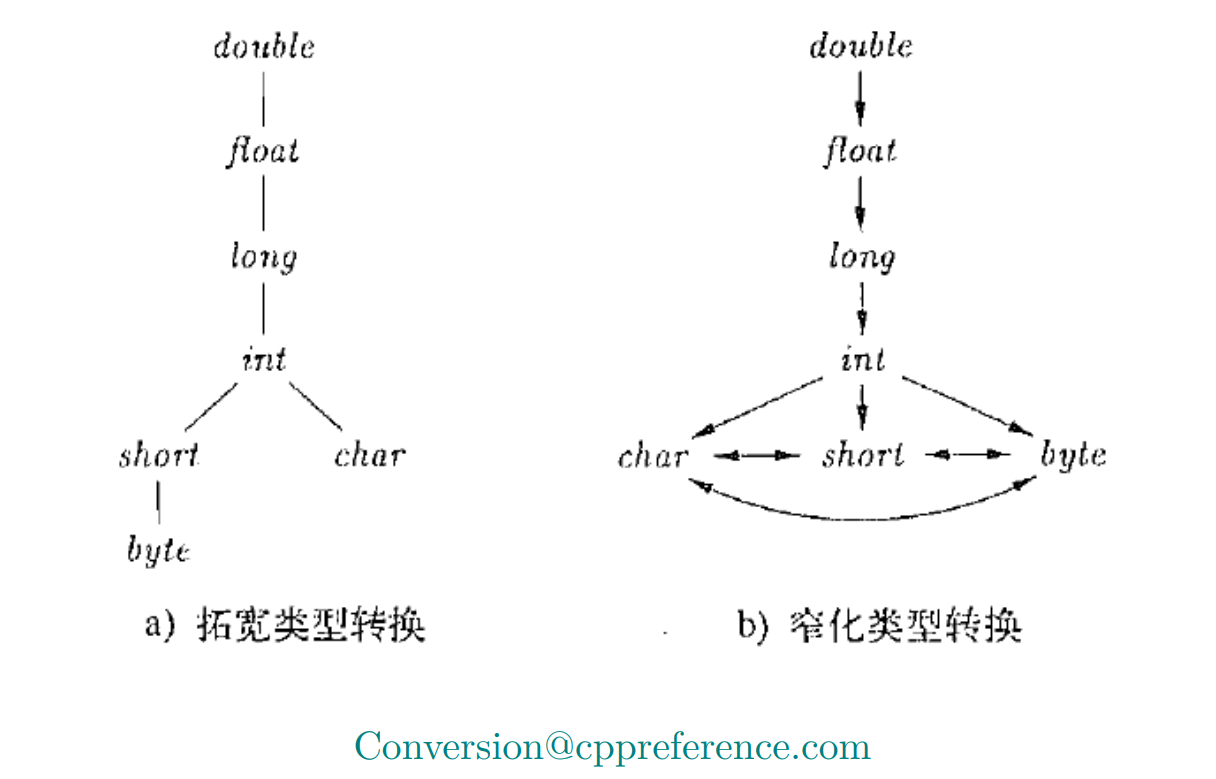 double
float
long
int
short char
byte
a) 拓宽类型转换
double
float
long
int
char short byte
b) 窄化类型转换
Conversion@cppreference.com